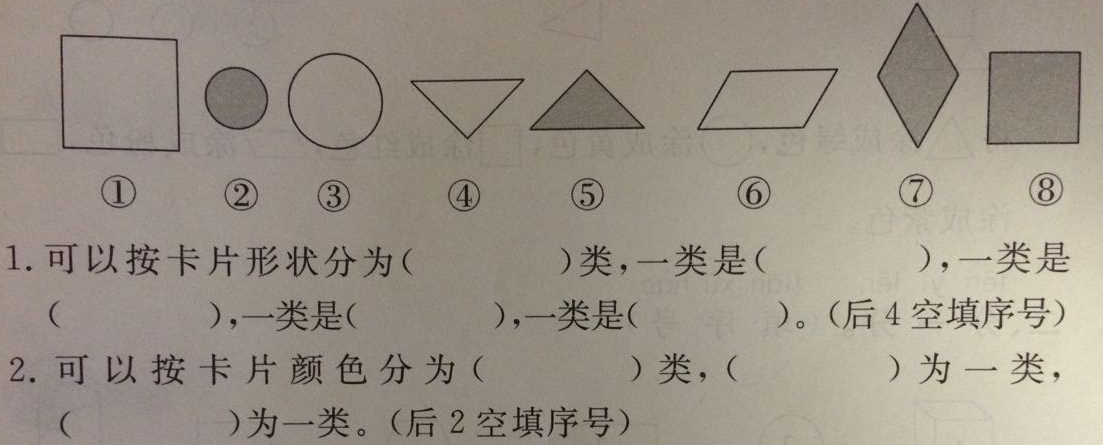 ① ② ③ ④ ⑤ ⑥ ⑦ ⑧
1. 可以按卡片形状分为( )类,一类是( ),一类是
( ),一类是( ),一类是( )。(后4空填序号)
2. 可以按卡片颜色分为( )类,( )为一类,
( )为一类。(后2空填序号)